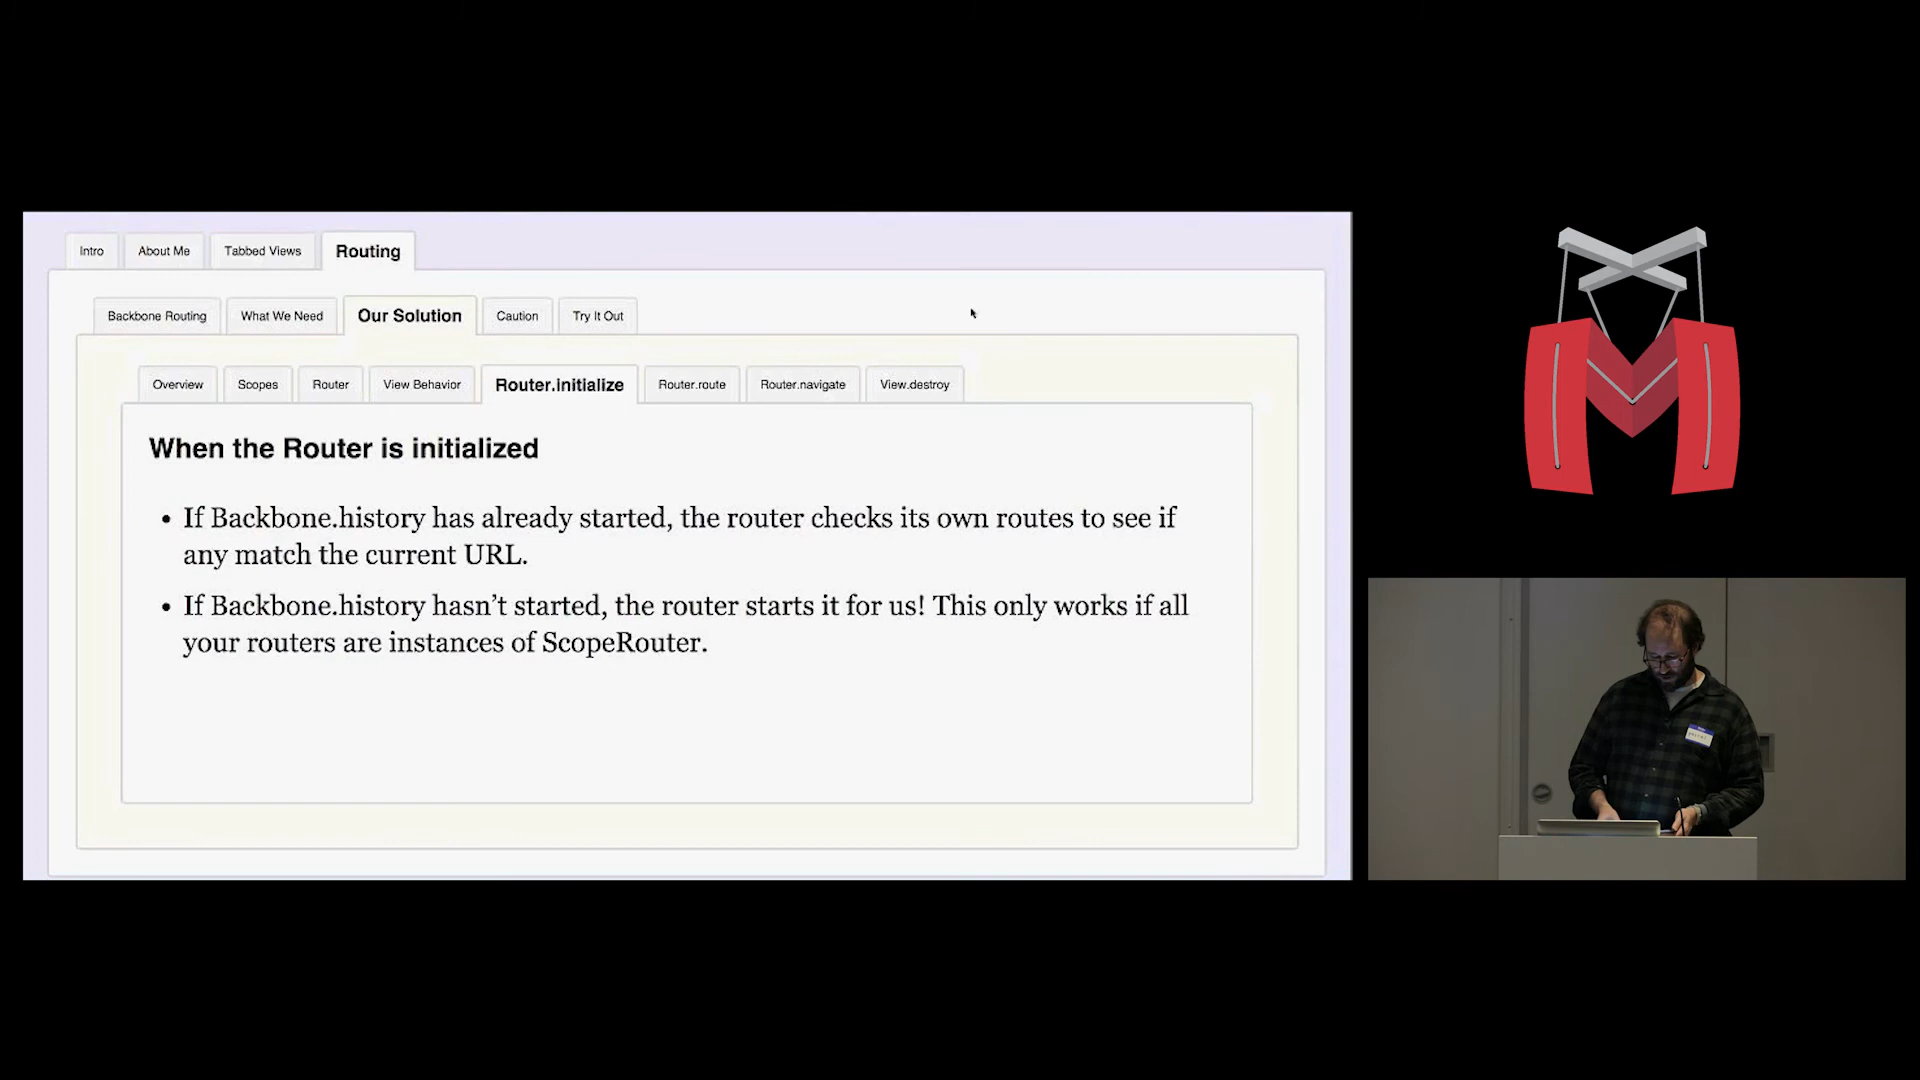 Intro About Me Tabbed Views Routing
Backbone Routing What We Need Our Solution Caution Try It Out
Overview Scopes Router View Behavior Router.initialize Router.route Router.navigate View.destroy
When the Router is initialized
• If Backbone.history has already started, the router checks its own routes to see if
any match the current URL.
• If Backbone.history hasn’t started, the router starts it for us! This only works if all
your routers are instances of ScopeRouter.